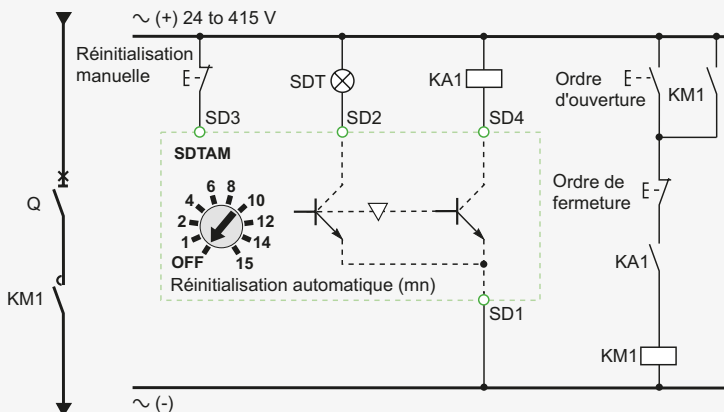 ∼ (+) 24 to 415 V
Réinitialisation
manuelle
SDT
KA1
Ordre
d'ouverture
KM1
SD3
SD2
SD4
SDTAM
Q
6
8
4
10
2
12
1
14
OFF
15
Réinitialisation automatique (mn)
Ordre de
fermeture
KA1
SD1
KM1
KM1
∼ (-)